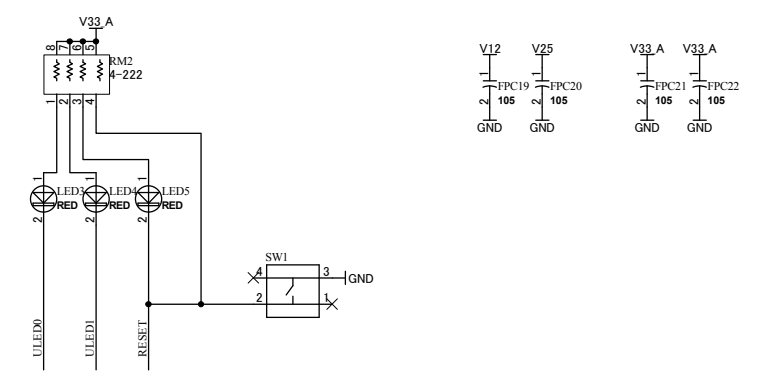 V33_A
8 7 6 5
RM2
4-222
1 2 3 4
1 1 1
LED3 LED4 LED5
RED RED RED
2 2 2
SW1
4 3 GND
2 1
ULED0 ULED1 RESET
V12 V25 V33_A V33_A
1 1 1 1
FPC19 FPC20 FPC21 FPC22
2 105 2 105 2 105 2 105
GND GND GND GND